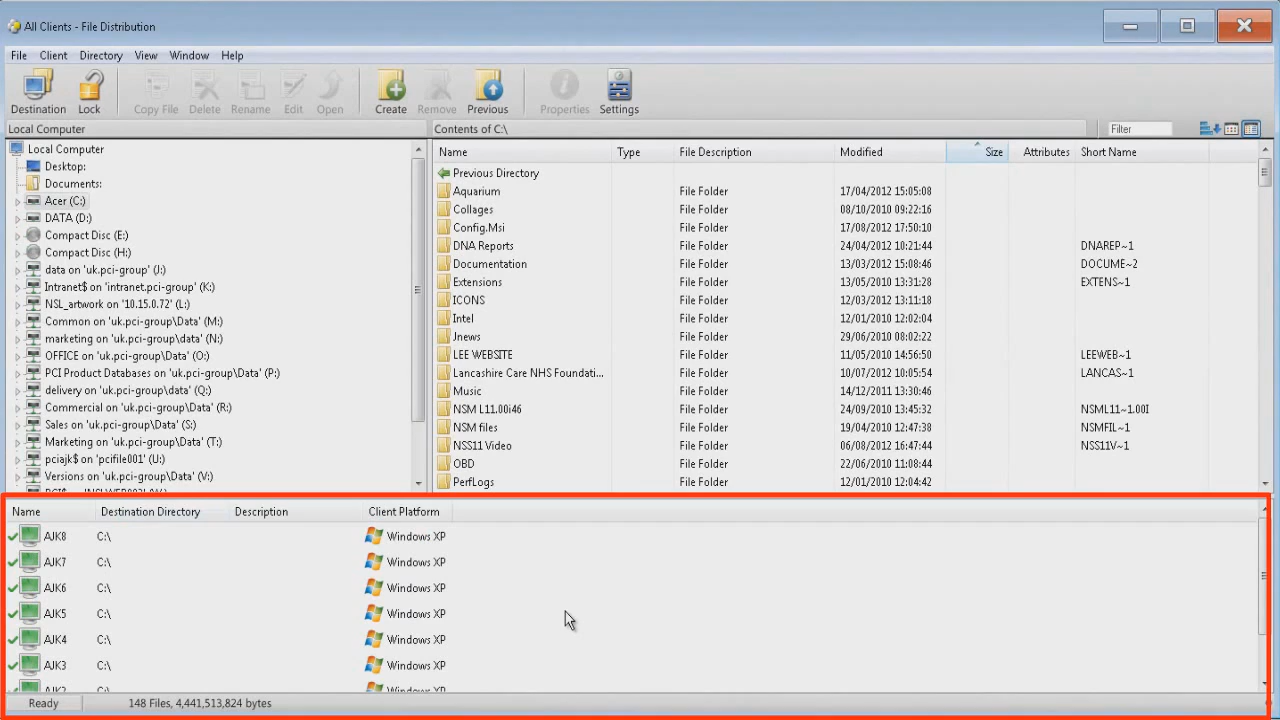 All Clients - File Distribution
File Client Directory View Window Help
Destination Lock Copy File Delete Rename Edit Open Create Remove Previous Properties Settings
Local Computer
Contents of C:\
Filter
Local Computer
Desktop:
Documents:
Acer (C:)
DATA (D:)
Compact Disc (E:)
Compact Disc (H:)
data on 'uk.pci-group' (J:)
Intranet$ on 'intranet.pci-group' (K:)
NSL_artwork on '10.15.0.72' (L:)
Common on 'uk.pci-group\Data' (M:)
marketing on 'uk.pci-group\data' (N:)
OFFICE on 'uk.pci-group\Data' (O:)
PCI Product Databases on 'uk.pci-group\Data' (P:)
delivery on 'uk.pci-group\data' (Q:)
Commercial on 'uk.pci-group\Data' (R:)
Sales on 'uk.pci-group\Data' (S:)
Marketing on 'uk.pci-group\Data' (T:)
pciajk$ on 'pcifile001' (U:)
Versions on 'uk.pci-group\Data' (V:)
Name Type File Description Modified Size Attributes Short Name
Previous Directory
Aquarium File Folder 17/04/2012 15:05:08
Collages File Folder 08/10/2010 09:22:16
Config.Msi File Folder 17/08/2012 17:50:10
DNA Reports File Folder 24/04/2012 10:21:44 DNAREP~1
Documentation File Folder 13/03/2012 15:08:46 DOCUME~2
Extensions File Folder 13/05/2010 13:31:28 EXTENS~1
ICONS File Folder 12/03/2012 13:11:18
Intel File Folder 12/01/2010 12:02:04
Jnews File Folder 29/06/2010 08:02:22
LEE WEBSITE File Folder 11/05/2010 14:56:50 LEEWEB~1
Lancashire Care NHS Foundati... File Folder 10/07/2012 10:05:54 LANCAS~1
Music File Folder 14/12/2011 13:30:46
NSM L11.00i46 File Folder 24/09/2010 13:45:32 NSML11~1.00I
NSM files File Folder 19/04/2010 12:47:38 NSMFIL~1
NSS11 Video File Folder 06/08/2012 16:47:44 NSS11V~1
OBD File Folder 22/06/2010 11:08:44
PerfLogs File Folder 12/01/2010 12:04:42
Name Destination Directory Description Client Platform
AJK8 C:\ Windows XP
AJK7 C:\ Windows XP
AJK6 C:\ Windows XP
AJK5 C:\ Windows XP
AJK4 C:\ Windows XP
AJK3 C:\ Windows XP
AJK2 C:\ Windows XP
Ready 148 Files, 4,441,513,824 bytes